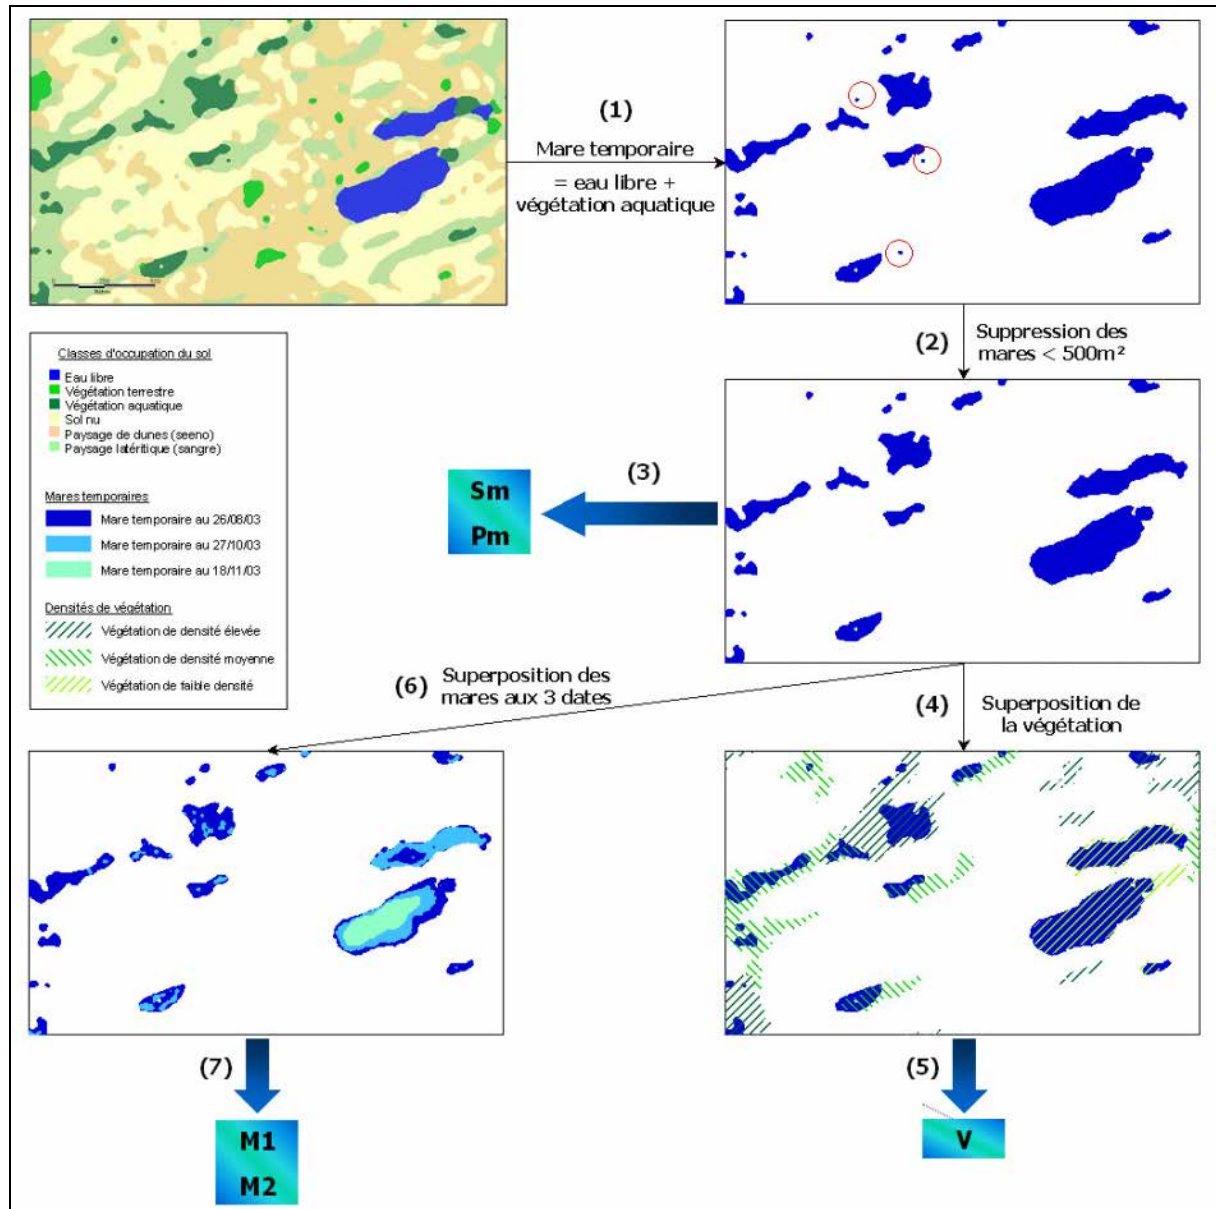 (1)
Mare temporaire
= eau libre +
végétation aquatique
(2)
Suppression des
mares < 500m²
Classes d'occupation du sol
Eau libre
Végétation terrestre
Végétation aquatique
Sol nu
Paysage de dunes (seeno)
Paysage latéritique (sangre)
Mares temporaires
Mare temporaire au 26/08/03
Mare temporaire au 27/10/03
Mare temporaire au 18/11/03
Densités de végétation
Végétation de densité élevée
Végétation de densité moyenne
Végétation de faible densité
(3)
Sm
Pm
(6)
Superposition des
mares aux 3 dates
(4)
Superposition de
la végétation
(7)
M1
M2
(5)
V